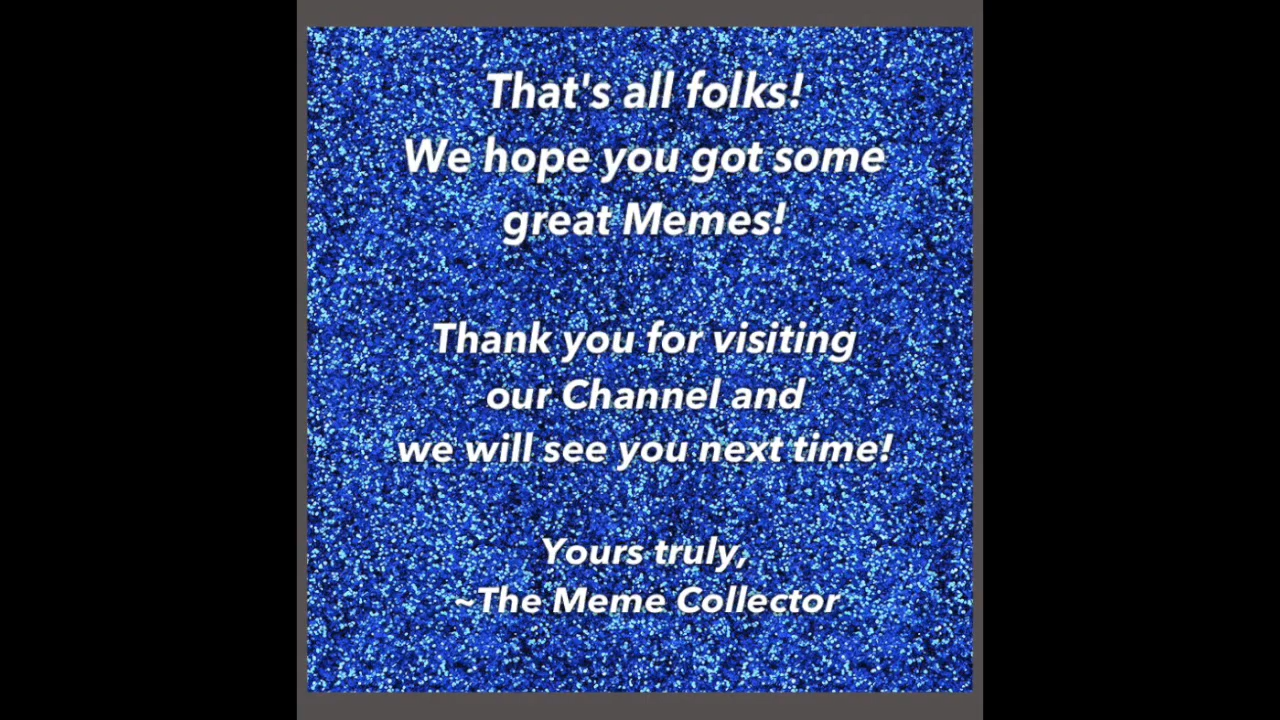 That's all folks!
We hope you got some
great Memes!
Thank you for visiting
our Channel and
we will see you next time!
Yours truly,
~The Meme Collector